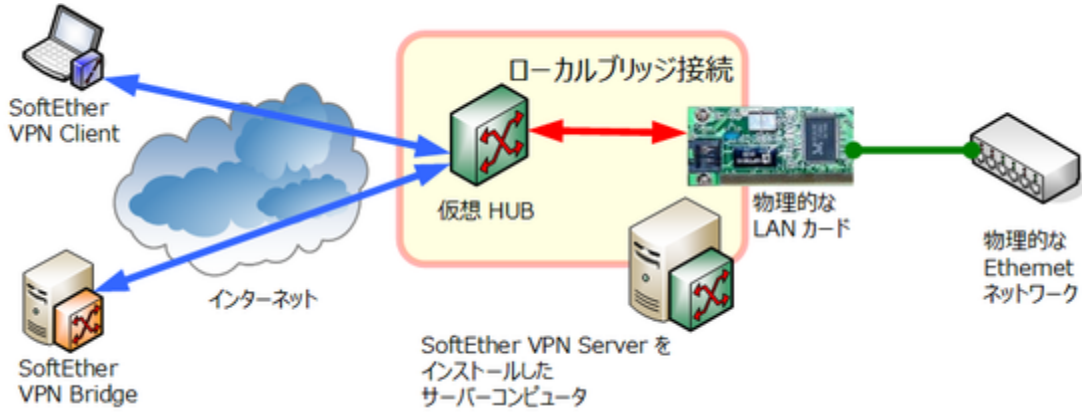 SoftEther
VPN Client
ローカルブリッジ接続
仮想 HUB
物理的な
LAN カード
物理的な
Ethernet
ネットワーク
インターネット
SoftEther
VPN Bridge
SoftEther VPN Server を
インストールした
サーバーコンピュータ